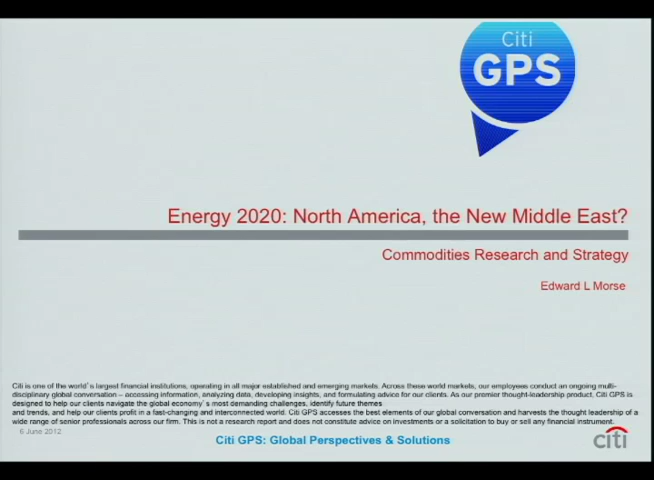 Citi
GPS
Energy 2020: North America, the New Middle East?
Commodities Research and Strategy
Edward L Morse
Citi is one of the world's largest financial institutions, operating in all major established and emerging markets. Across these world markets, our employees conduct an ongoing multi-
disciplinary global conversation – accessing information, analyzing data, developing insights, and formulating advice for our clients. As our premier thought-leadership product, Citi GPS is
designed to help our clients navigate the global economy's most demanding challenges, identify future themes
and trends, and help our clients profit in a fast-changing and interconnected world. Citi GPS accesses the best elements of our global conversation and harvests the thought leadership of a
wide range of senior professionals across our firm. This is not a research report and does not constitute advice on investments or a solicitation to buy or sell any financial instrument.
6 June 2012
Citi GPS: Global Perspectives & Solutions
citi